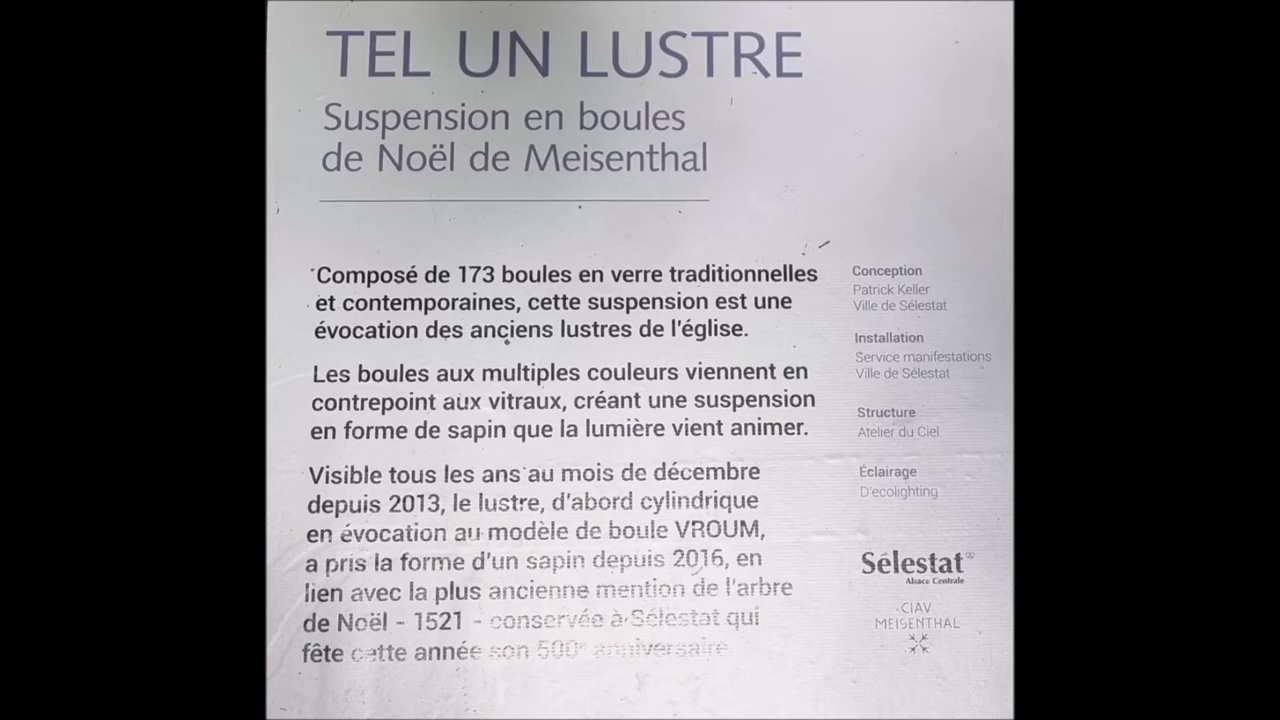 TEL UN LUSTRE
Suspension en boules
de Noël de Meisenthal
Composé de 173 boules en verre traditionnelles
et contemporaines, cette suspension est une
évocation des anciens lustres de l'église.
Les boules aux multiples couleurs viennent en
contrepoint aux vitraux, créant une suspension
en forme de sapin que la lumière vient animer.
Visible tous les ans au mois de décembre
depuis 2013, le lustre, d'abord cylindrique
en évocation au modèle de boule VROUM,
a pris la forme d'un sapin depuis 2016, en
lien avec la plus ancienne mention de l'arbre
de Noël - 1521 - conservée à Sélestat qui
fête cette année son 500e anniversaire
Conception
Patrick Keller
Ville de Sélestat
Installation
Service manifestations
Ville de Sélestat
Structure
Atelier du Ciel
Éclairage
D'ecolighting
Sélestat
Alsace Centrale
CIAV
MEISENTHAL